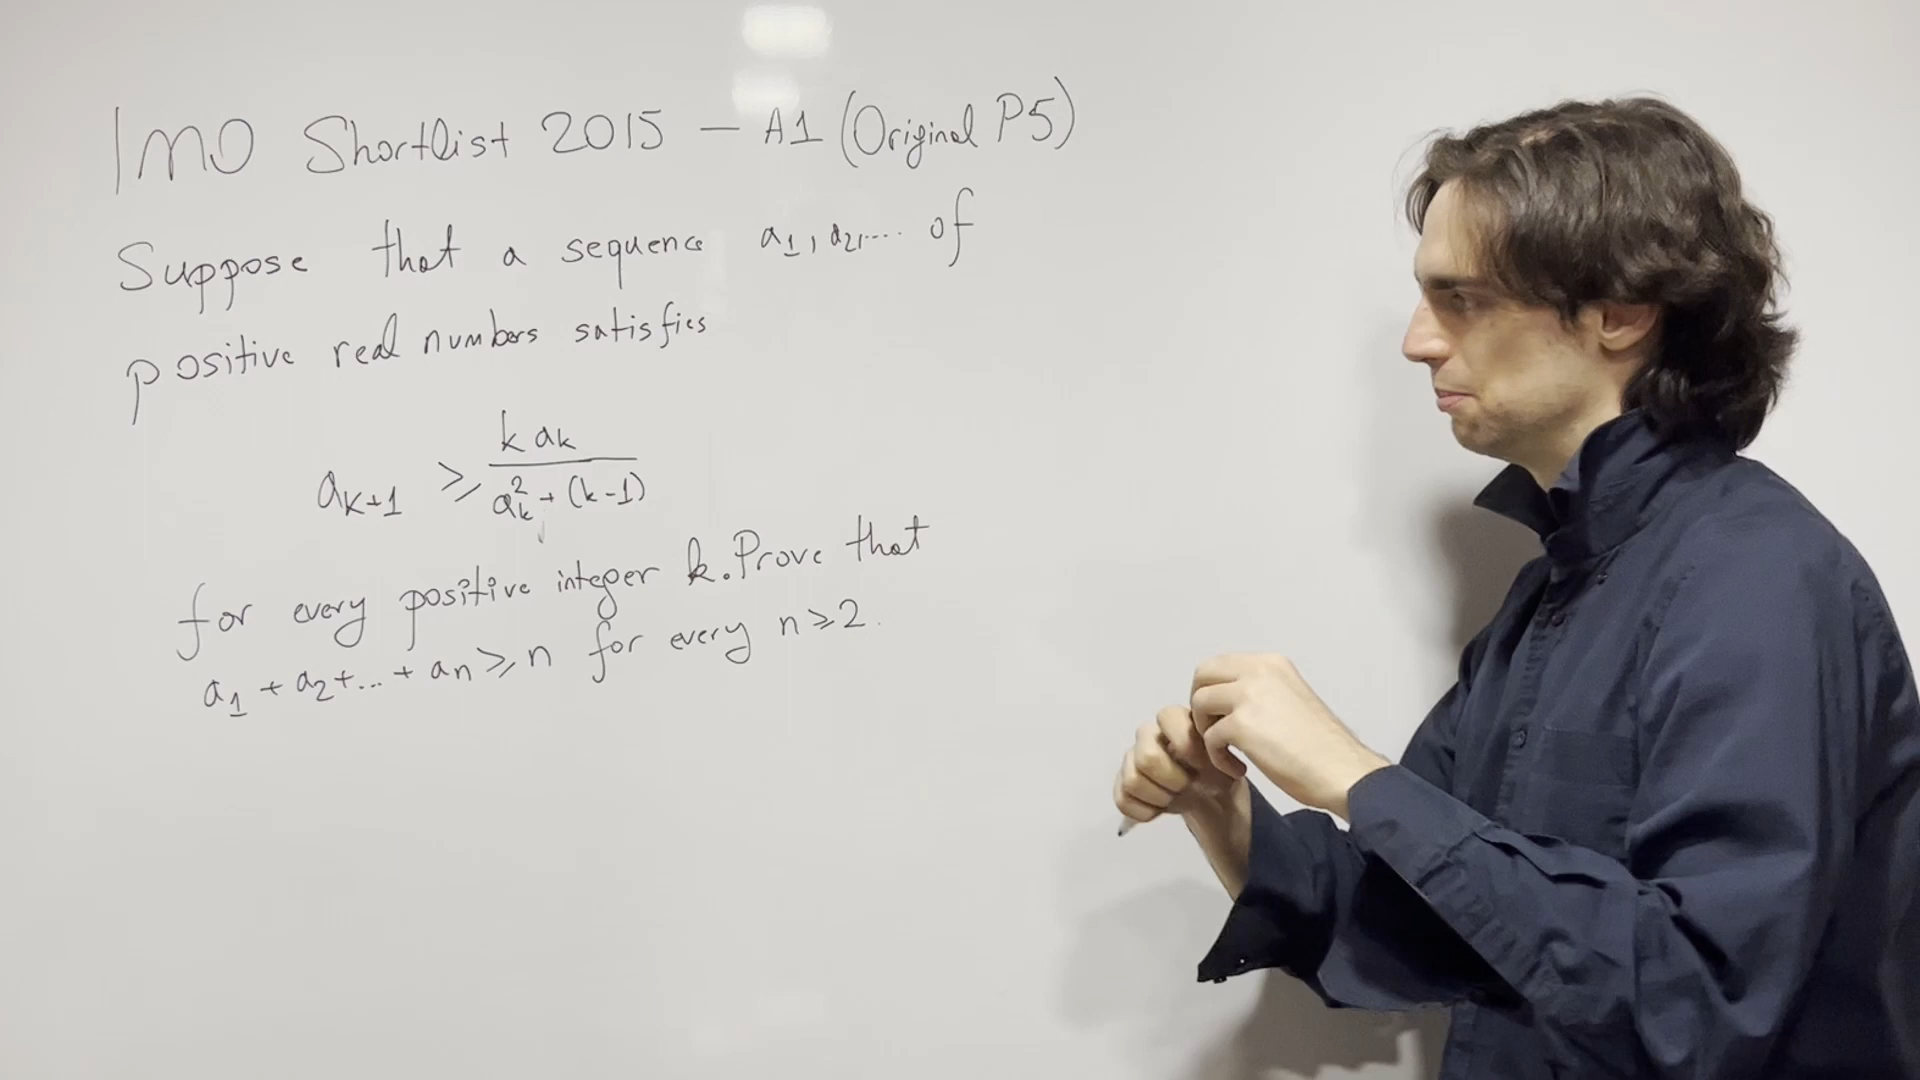 IMO Shortlist 2015 - A1 (Original P5)
Suppose that a sequence a₁, a₂, .... of
positive real numbers satisfies
aₖ₊₁ ≥ k aₖ / (aₖ² + (k-1))
for every positive integer k. Prove that
a₁ + a₂ + ... + aₙ ≥ n for every n ≥ 2.